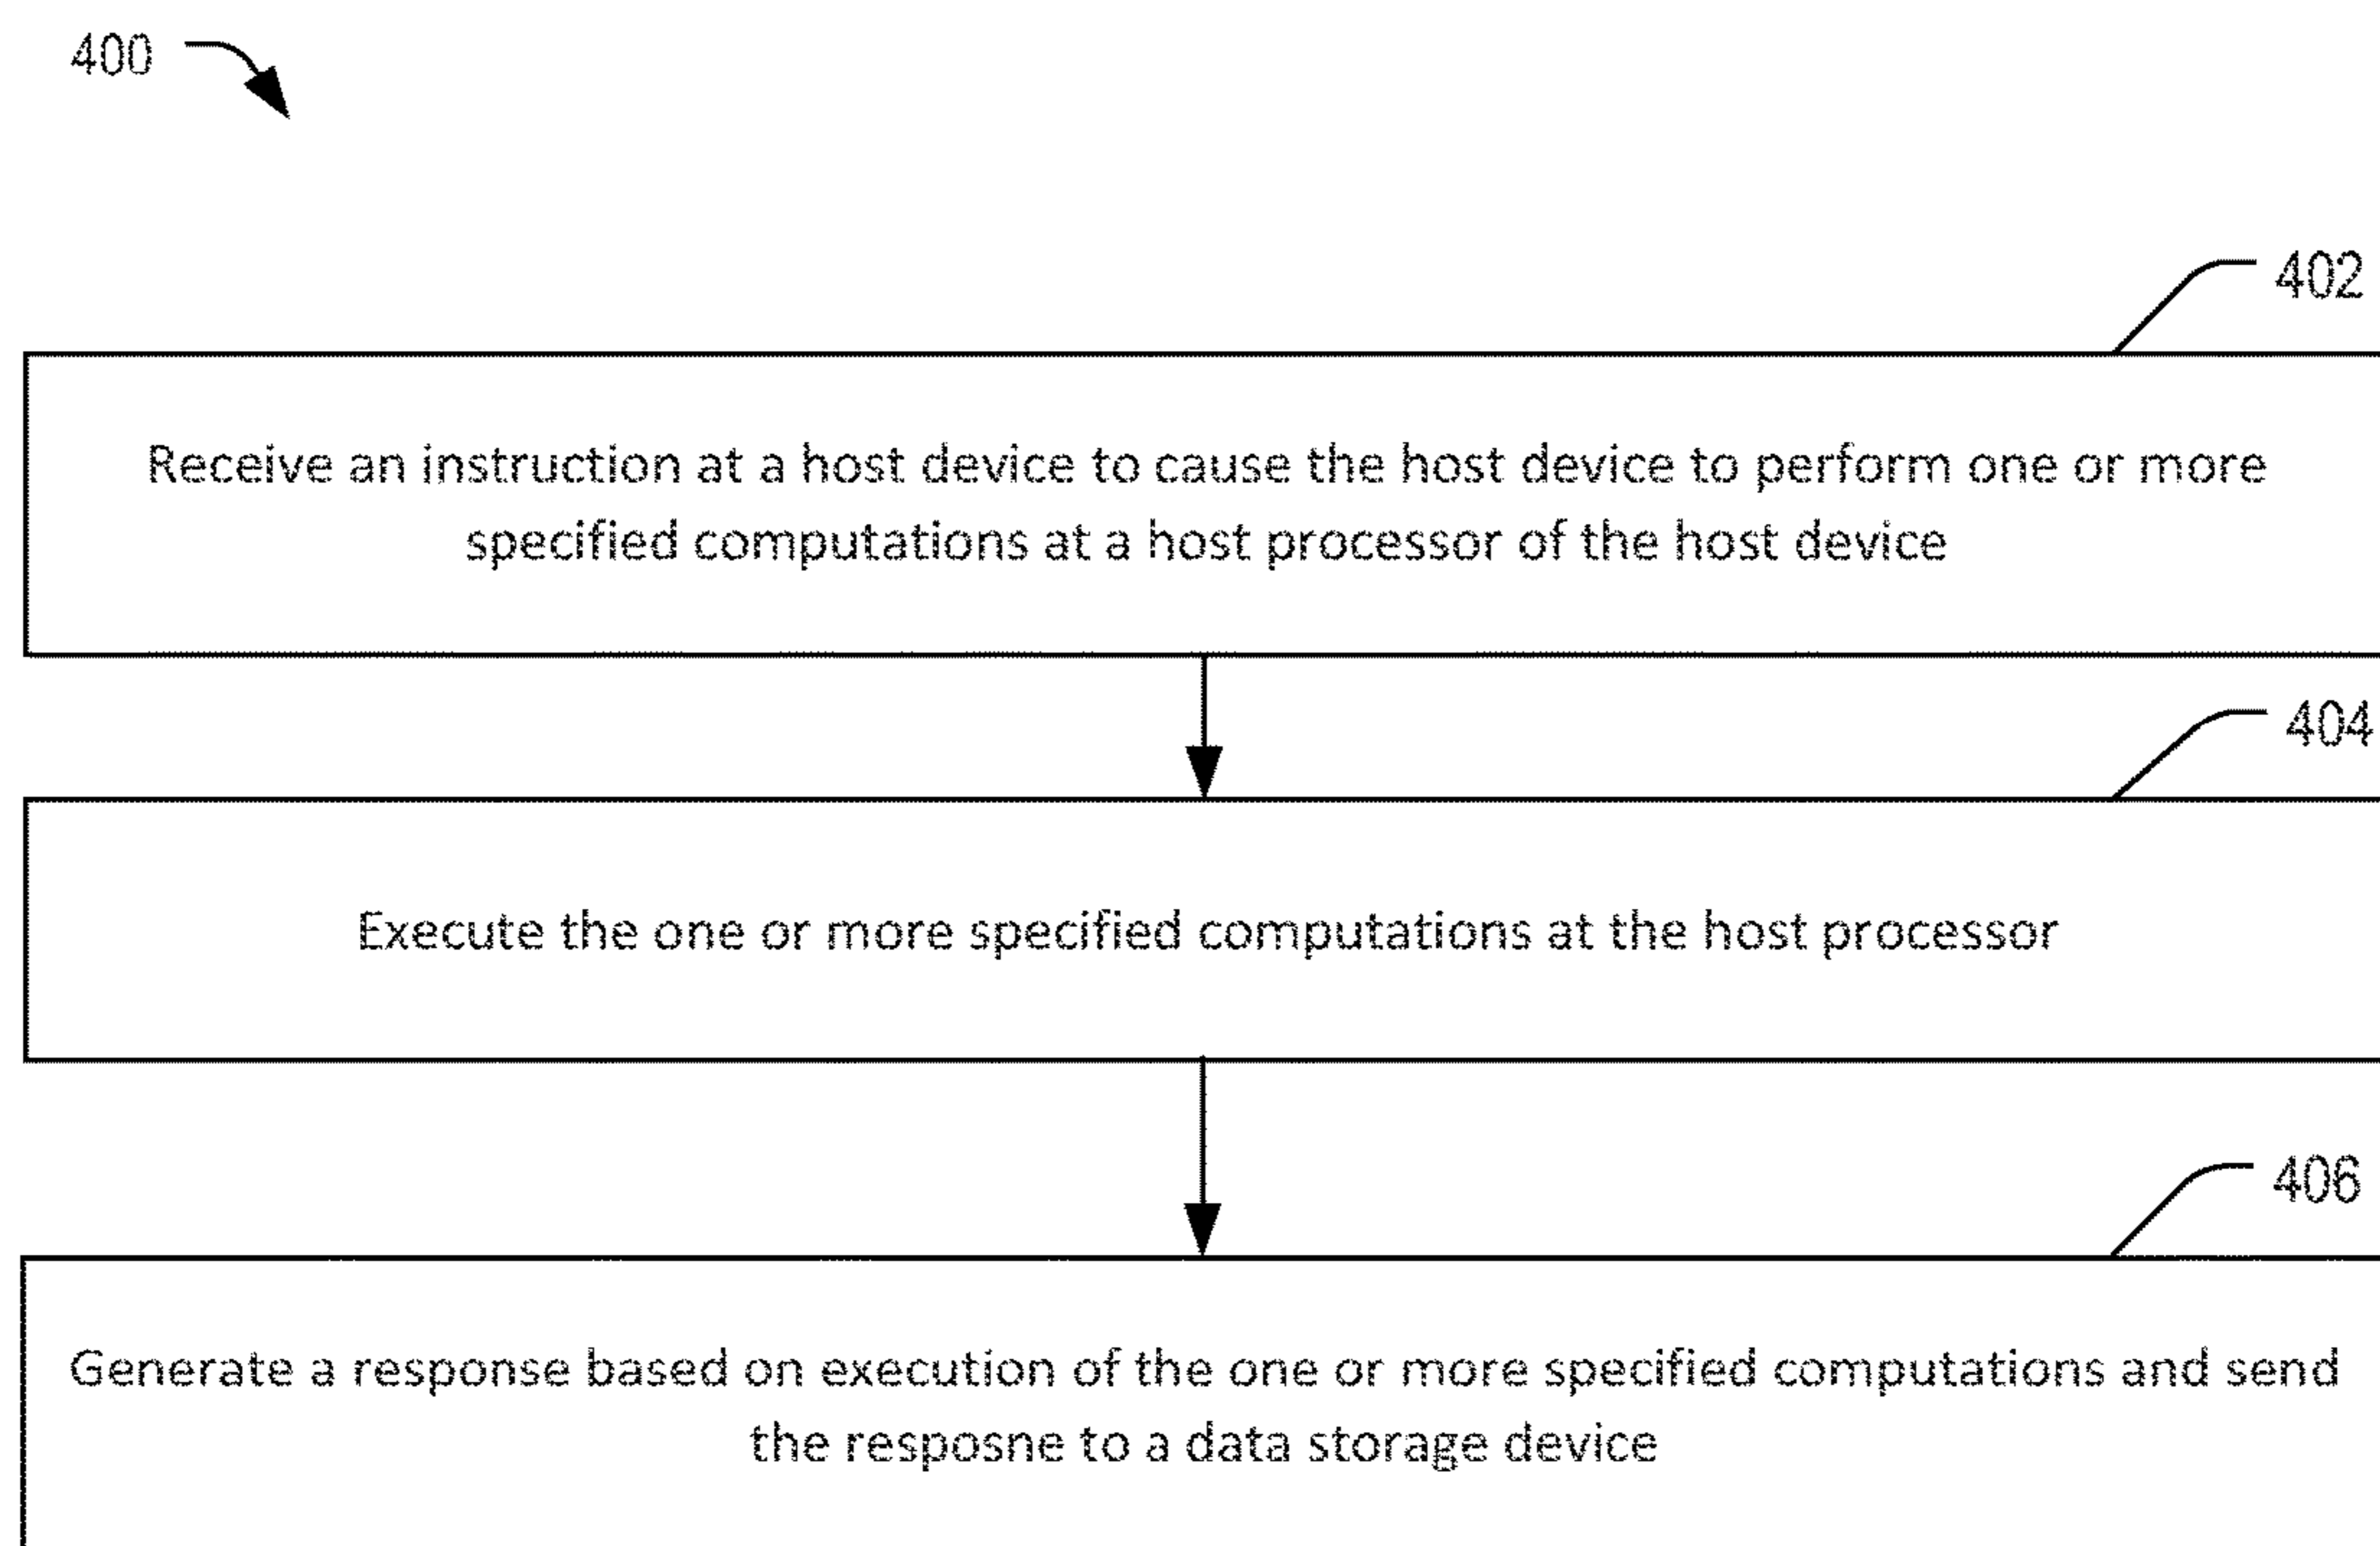 400
402
Receive an instruction at a host device to cause the host device to perform one or more
specified computations at a host processor of the host device
404
Execute the one or more specified computations at the host processor
406
Generate a response based on execution of the one or more specified computations and send
the resposne to a data storage device